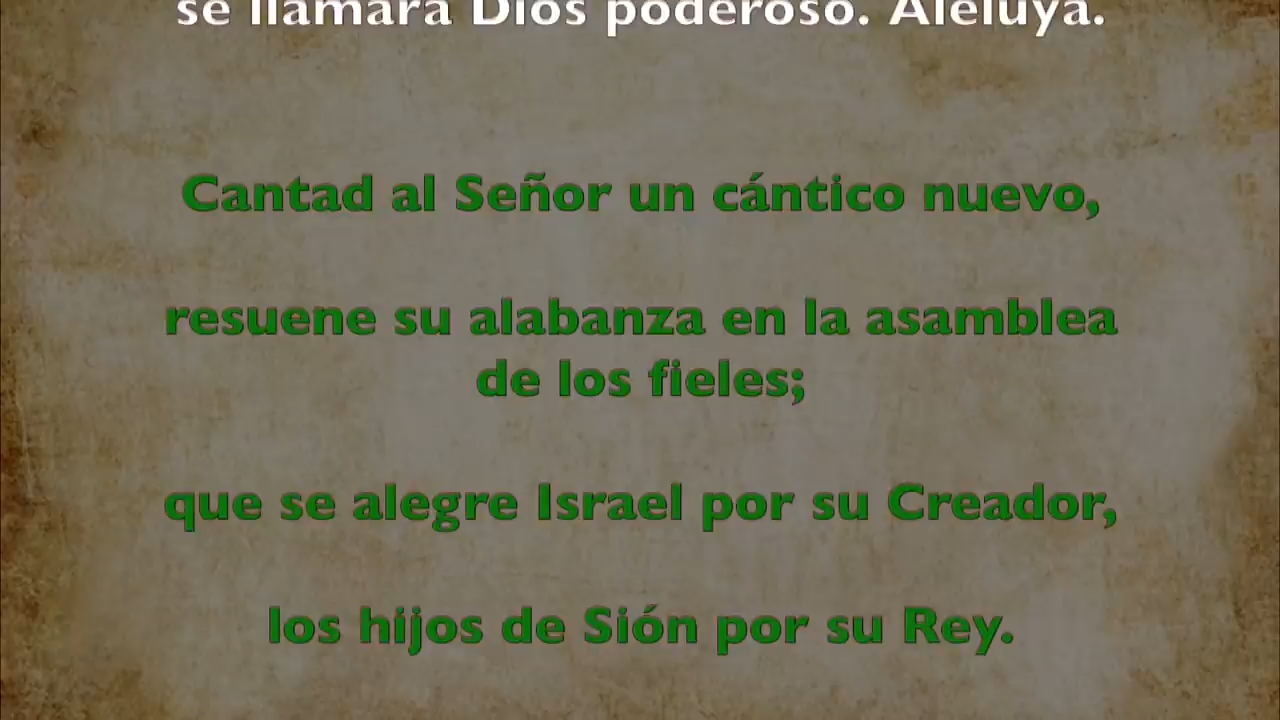 se llamará Dios poderoso. Aleluya.
Cantad al Señor un cántico nuevo,
resuene su alabanza en la asamblea
de los fieles;
que se alegre Israel por su Creador,
los hijos de Sión por su Rey.